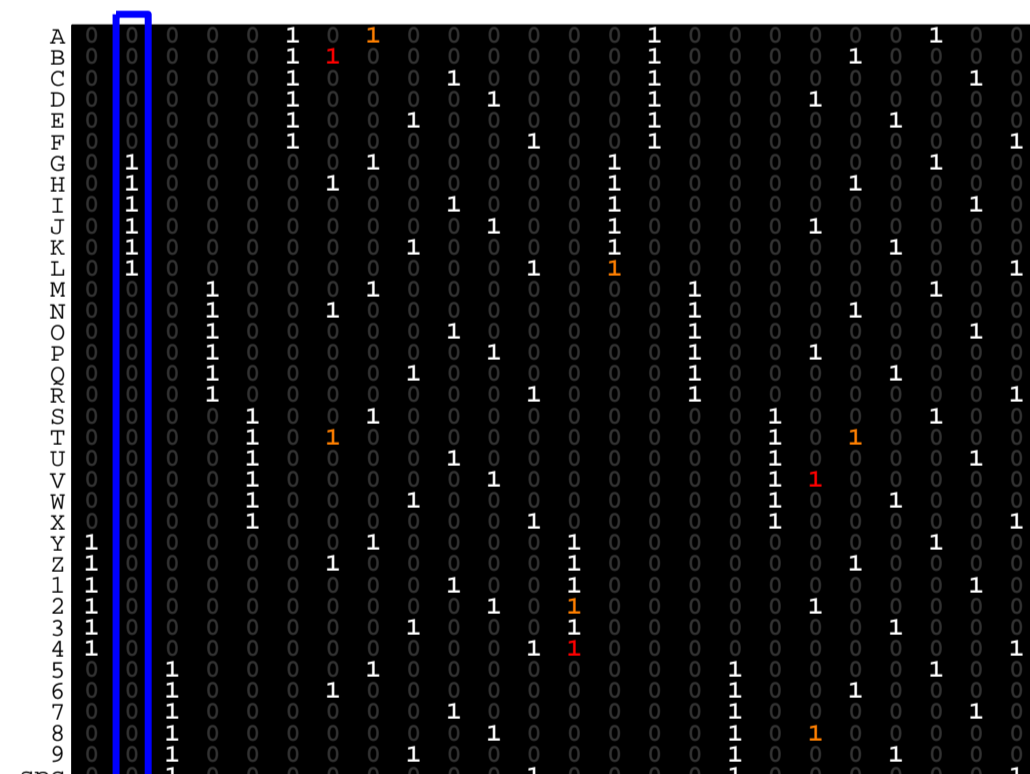 A 0 0 0 0 0 1 0 1 0 0 0 0 0 0 1 0 0 0 0 0 0 1 0 0
B 0 0 0 0 0 1 1 0 0 0 0 0 0 0 1 0 0 0 0 1 0 0 0 0
C 0 0 0 0 0 1 0 0 0 1 0 0 0 0 1 0 0 0 0 0 0 0 1 0
D 0 0 0 0 0 1 0 0 0 0 1 0 0 0 1 0 0 0 1 0 0 0 0 0
E 0 0 0 0 0 1 0 0 1 0 0 0 0 0 1 0 0 0 0 0 1 0 0 0
F 0 0 0 0 0 1 0 0 0 0 0 1 0 0 1 0 0 0 0 0 0 0 0 1
G 0 1 0 0 0 0 0 1 0 0 0 0 0 1 0 0 0 0 0 0 0 1 0 0
H 0 1 0 0 0 0 1 0 0 0 0 0 0 1 0 0 0 0 0 1 0 0 0 0
I 0 1 0 0 0 0 0 0 0 1 0 0 0 1 0 0 0 0 0 0 0 0 1 0
J 0 1 0 0 0 0 0 0 0 0 1 0 0 1 0 0 0 0 1 0 0 0 0 0
K 0 1 0 0 0 0 0 0 1 0 0 0 0 1 0 0 0 0 0 0 1 0 0 0
L 0 1 0 0 0 0 0 0 0 0 0 1 0 1 0 0 0 0 0 0 0 0 0 1
M 0 0 0 1 0 0 0 1 0 0 0 0 0 0 0 1 0 0 0 0 0 1 0 0
N 0 0 0 1 0 0 1 0 0 0 0 0 0 0 0 1 0 0 0 1 0 0 0 0
O 0 0 0 1 0 0 0 0 0 1 0 0 0 0 0 1 0 0 0 0 0 0 1 0
P 0 0 0 1 0 0 0 0 0 0 1 0 0 0 0 1 0 0 1 0 0 0 0 0
Q 0 0 0 1 0 0 0 0 1 0 0 0 0 0 0 1 0 0 0 0 1 0 0 0
R 0 0 0 1 0 0 0 0 0 0 0 1 0 0 0 1 0 0 0 0 0 0 0 1
S 0 0 0 0 1 0 0 1 0 0 0 0 0 0 0 0 0 1 0 0 0 1 0 0
T 0 0 0 0 1 0 1 0 0 0 0 0 0 0 0 0 0 1 0 1 0 0 0 0
U 0 0 0 0 1 0 0 0 0 1 0 0 0 0 0 0 0 1 0 0 0 0 1 0
V 0 0 0 0 1 0 0 0 0 0 1 0 0 0 0 0 0 1 1 0 0 0 0 0
W 0 0 0 0 1 0 0 0 1 0 0 0 0 0 0 0 0 1 0 0 1 0 0 0
X 0 0 0 0 1 0 0 0 0 0 0 1 0 0 0 0 0 1 0 0 0 0 0 1
Y 1 0 0 0 0 0 0 1 0 0 0 0 1 0 0 0 0 0 0 0 0 1 0 0
Z 1 0 0 0 0 0 1 0 0 0 0 0 1 0 0 0 0 0 0 1 0 0 0 0
1 1 0 0 0 0 0 0 0 0 1 0 0 1 0 0 0 0 0 0 0 0 0 1 0
2 1 0 0 0 0 0 0 0 0 0 1 0 1 0 0 0 0 0 1 0 0 0 0 0
3 1 0 0 0 0 0 0 0 1 0 0 0 1 0 0 0 0 0 0 0 1 0 0 0
4 1 0 0 0 0 0 0 0 0 0 0 1 1 0 0 0 0 0 0 0 0 0 0 1
5 0 0 1 0 0 0 0 1 0 0 0 0 0 0 0 0 1 0 0 0 0 1 0 0
6 0 0 1 0 0 0 1 0 0 0 0 0 0 0 0 0 1 0 0 1 0 0 0 0
7 0 0 1 0 0 0 0 0 0 1 0 0 0 0 0 0 1 0 0 0 0 0 1 0
8 0 0 1 0 0 0 0 0 0 0 1 0 0 0 0 0 1 0 1 0 0 0 0 0
9 0 0 1 0 0 0 0 0 1 0 0 0 0 0 0 0 1 0 0 0 1 0 0 0